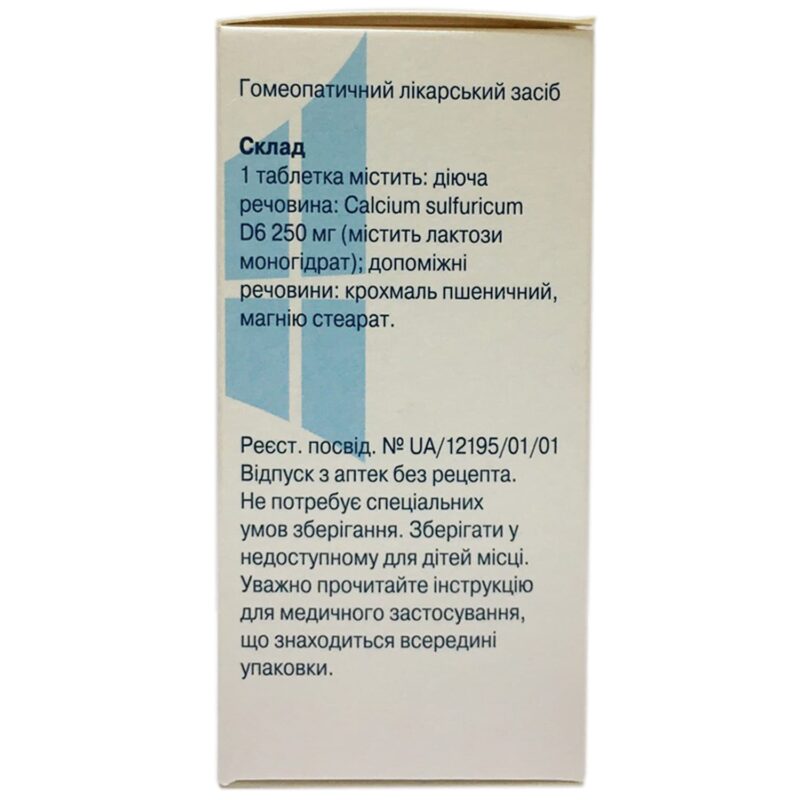 Гомеопатичний лікарський засіб
Склад
1 таблетка містить: діюча
речовина: Calcium sulfuricum
D6 250 мг (містить лактози
моногідрат); допоміжні
речовини: крохмаль пшеничний,
магнію стеарат.
Реєст. посвід. № UA/12195/01/01
Відпуск з аптек без рецепта.
Не потребує спеціальних
умов зберігання. Зберігати у
недоступному для дітей місці.
Уважно прочитайте інструкцію
для медичного застосування,
що знаходиться всередині
упаковки.